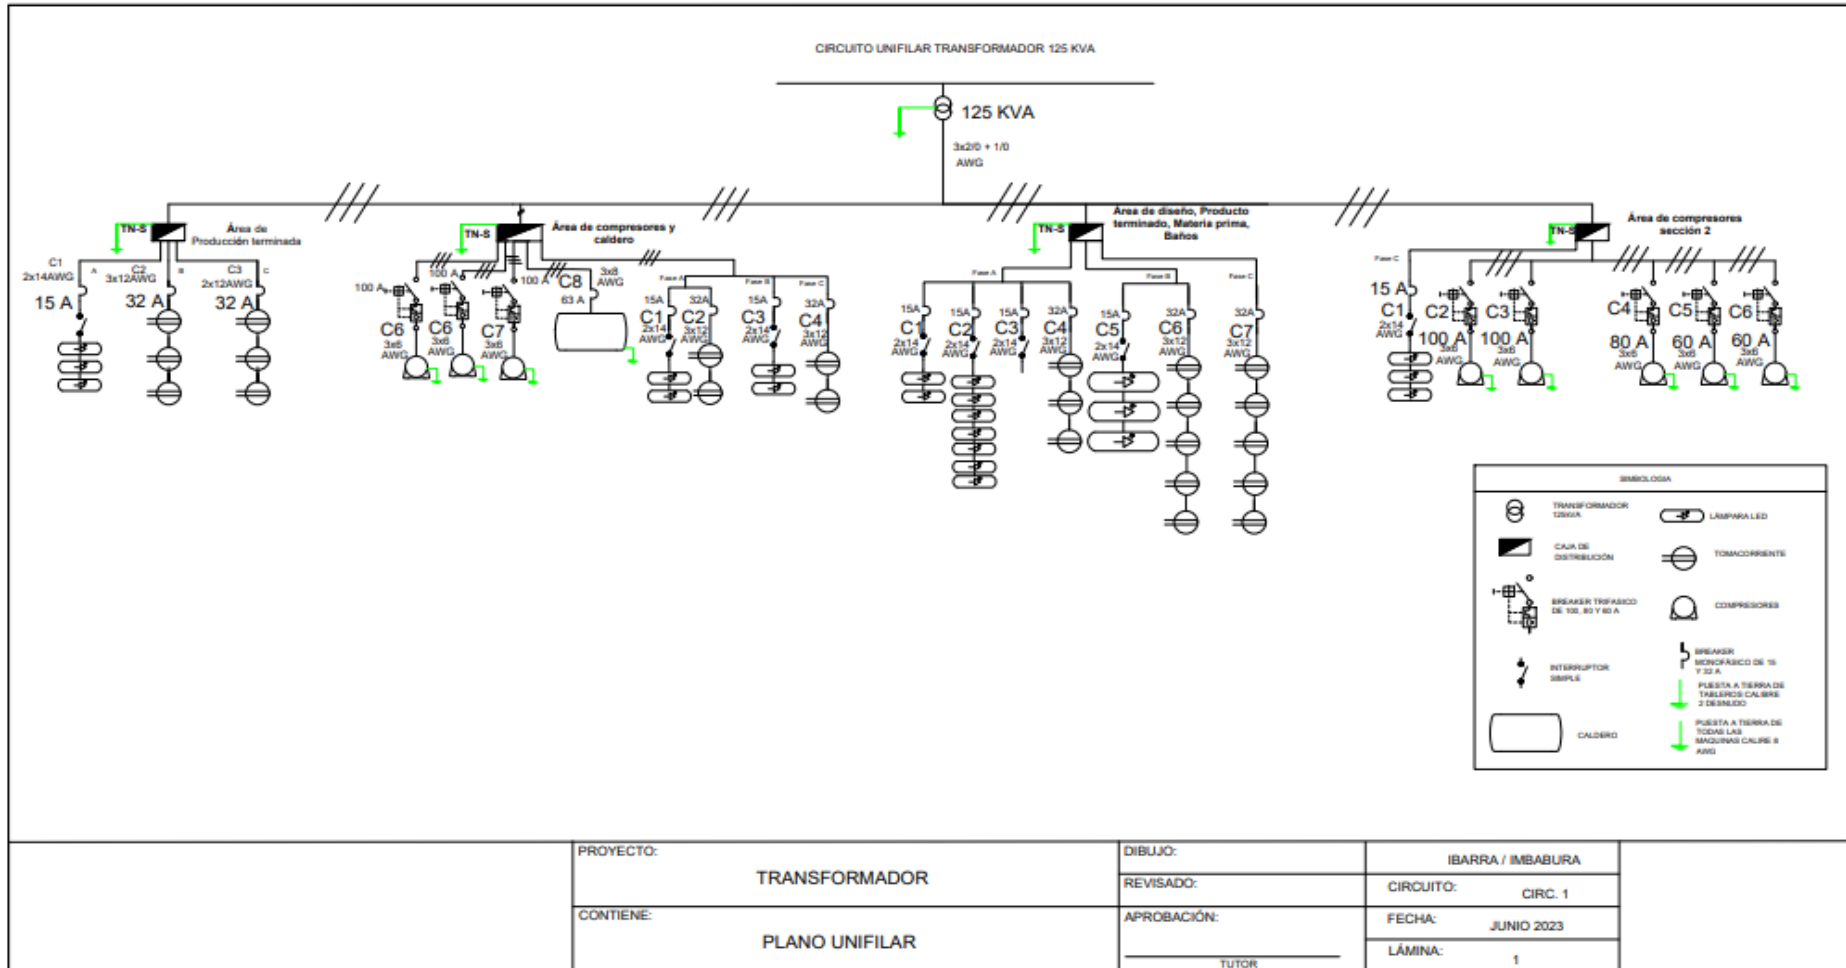 CIRCUITO UNIFILAR TRANSFORMADOR 125 KVA
125 KVA
3x2/0 + 1/0
AWG
TN-S
Área de
Producción terminada
C1
2x14AWG
A
15 A
C2
3x12AWG
B
32 A
C3
2x12AWG
C
32 A
TN-S
Área de compresores y
caldero
100 A
C6
3x6
AWG
100 A
C6
3x6
AWG
100 A
C7
3x6
AWG
C8
3x8
AWG
63 A
Fase A
15A
C1
2x14
AWG
32A
C2
3x12
AWG
Fase B
15A
C3
2x14
AWG
Fase C
32A
C4
3x12
AWG
TN-S
Área de diseño, Producto
terminado, Materia prima,
Baños
Fase A
15A
C1
2x14
AWG
15A
C2
2x14
AWG
15A
C3
2x14
AWG
32A
C4
3x12
AWG
Fase B
15A
C5
2x14
AWG
32A
C6
3x12
AWG
Fase C
32A
C7
3x12
AWG
TN-S
Área de compresores
sección 2
Fase C
15 A
C1
2x14
AWG
C2
100 A
3x6
AWG
C3
100 A
3x6
AWG
C4
80 A
3x6
AWG
C5
60 A
3x6
AWG
C6
60 A
3x6
AWG
SIMBOLOGIA
TRANSFORMADOR
125KVA
LÁMPARA LED
CAJA DE
DISTRIBUCIÓN
TOMACORRIENTE
BREAKER TRIFASICO
DE 100, 80 Y 60 A
COMPRESORES
INTERRUPTOR
SIMPLE
BREAKER
MONOFÁSICO DE 15
Y 32 A
PUESTA A TIERRA DE
TABLEROS CALIBRE
2 DESNUDO
CALDERO
PUESTA A TIERRA DE
TODAS LAS
MAQUINAS CALIRE 8
AWG
PROYECTO:
TRANSFORMADOR
CONTIENE:
PLANO UNIFILAR
DIBUJO:
REVISADO:
APROBACIÓN:
TUTOR
IBARRA / IMBABURA
CIRCUITO: CIRC. 1
FECHA: JUNIO 2023
LÁMINA: 1